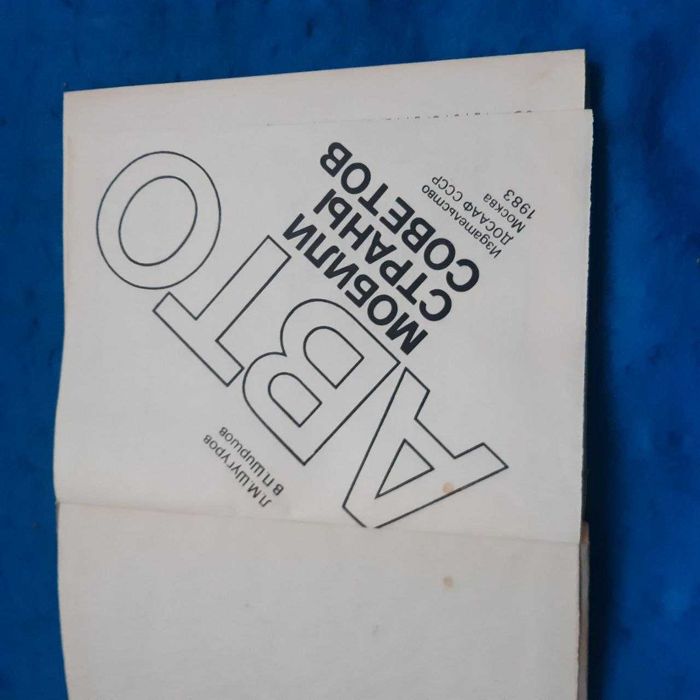 Л.М.ШУГУРОВ
В.П.Ширшов
АВТО
МОБИЛИ
СТРАНЫ
СОВЕТОВ
Издательство
ДОСААФ СССР
Москва
1983